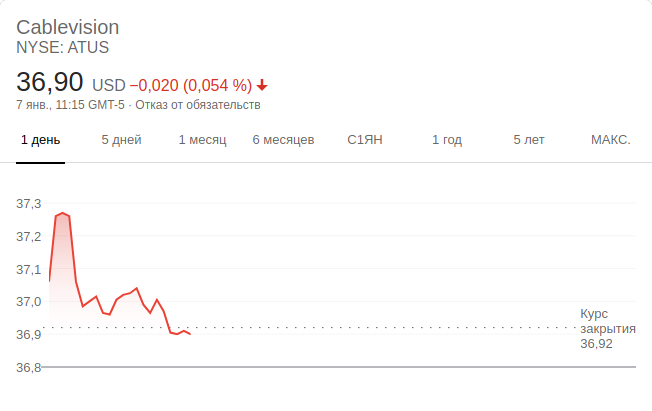 Cablevision
NYSE: ATUS
36,90 USD −0,020 (0,054 %)
7 янв., 11:15 GMT-5 · Отказ от обязательств
1 день 5 дней 1 месяц 6 месяцев С1ЯН 1 год 5 лет МАКС.
37,3
37,2
37,1
37,0
36,9
36,8
Курс
закрытия
36,92